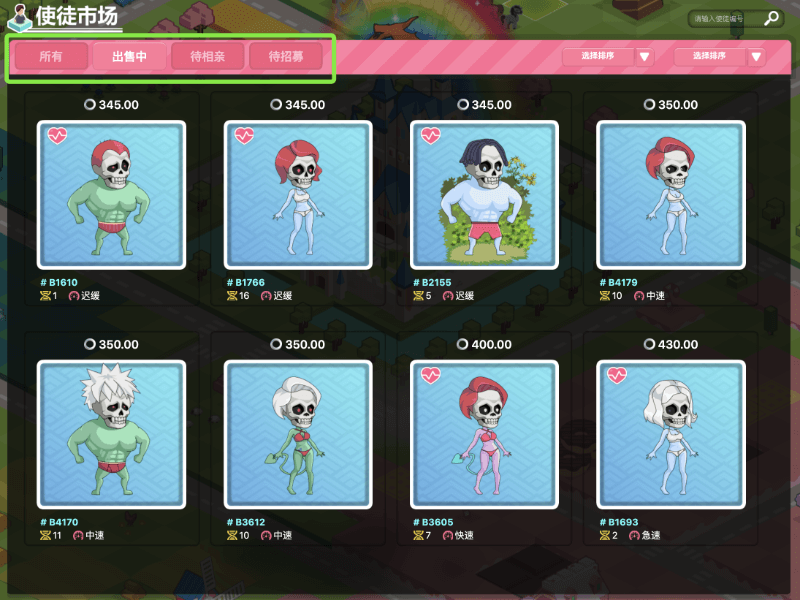 使徒市场
请输入使徒编号
所有 出售中 待相亲 待招募 选择排序 选择排序
345.00 345.00 345.00 350.00
# B1610 # B1766 # B2155 # B4179
1 迟缓 16 迟缓 5 迟缓 10 中速
350.00 350.00 400.00 430.00
# B4170 # B3612 # B3605 # B1693
11 中速 10 中速 7 快速 2 急速